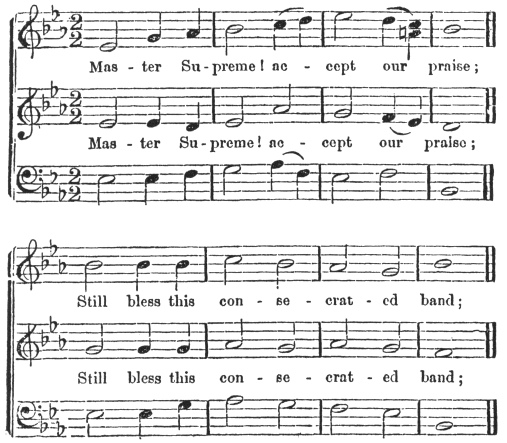 Mas - ter Su - preme! ac - cept our praise;
Mas - ter Su - preme! ac - cept our praise;
Still bless this con - se - crat - ed band;
Still bless this con - se - crat - ed band;